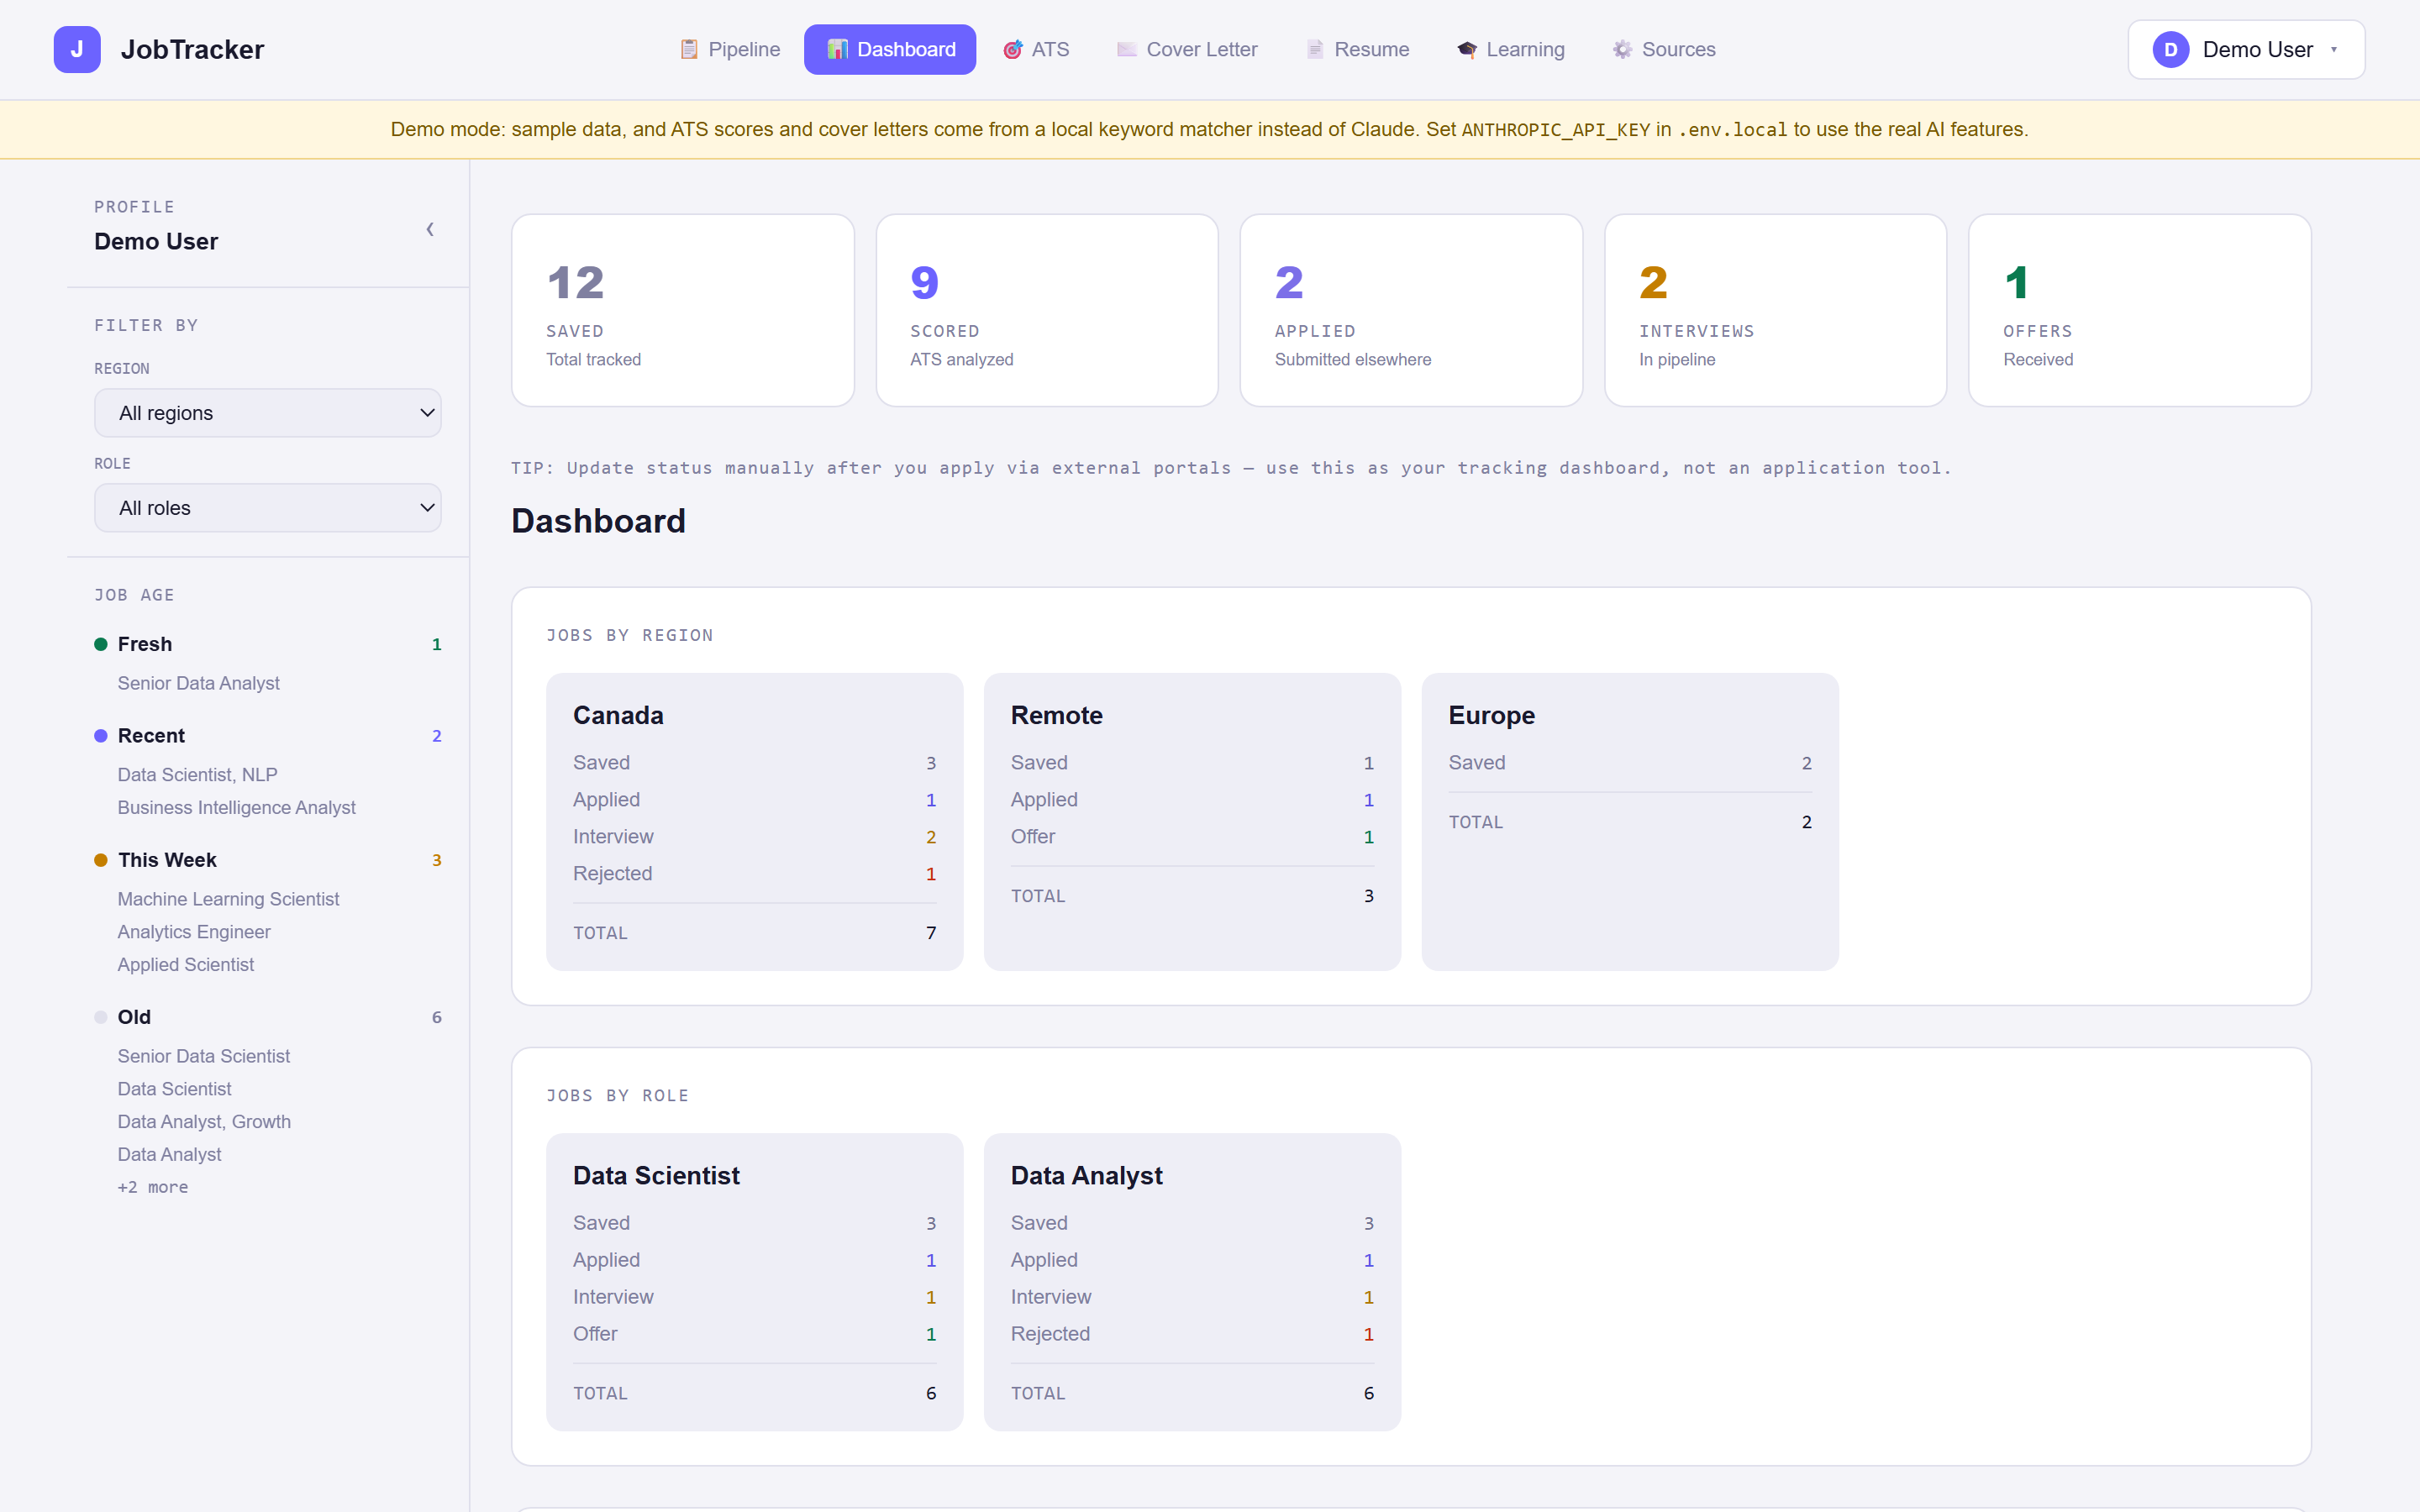 J JobTracker
Pipeline Dashboard ATS Cover Letter Resume Learning Sources
D Demo User
Demo mode: sample data, and ATS scores and cover letters come from a local keyword matcher instead of Claude. Set ANTHROPIC_API_KEY in .env.local to use the real AI features.
PROFILE
Demo User
FILTER BY
REGION
All regions
ROLE
All roles
JOB AGE
Fresh 1
Senior Data Analyst
Recent 2
Data Scientist, NLP
Business Intelligence Analyst
This Week 3
Machine Learning Scientist
Analytics Engineer
Applied Scientist
Old 6
Senior Data Scientist
Data Scientist
Data Analyst, Growth
Data Analyst
+2 more
12
SAVED
Total tracked
9
SCORED
ATS analyzed
2
APPLIED
Submitted elsewhere
2
INTERVIEWS
In pipeline
1
OFFERS
Received
TIP: Update status manually after you apply via external portals — use this as your tracking dashboard, not an application tool.
Dashboard
JOBS BY REGION
Canada
Saved 3
Applied 1
Interview 2
Rejected 1
TOTAL 7
Remote
Saved 1
Applied 1
Offer 1
TOTAL 3
Europe
Saved 2
TOTAL 2
JOBS BY ROLE
Data Scientist
Saved 3
Applied 1
Interview 1
Offer 1
TOTAL 6
Data Analyst
Saved 3
Applied 1
Interview 1
Rejected 1
TOTAL 6